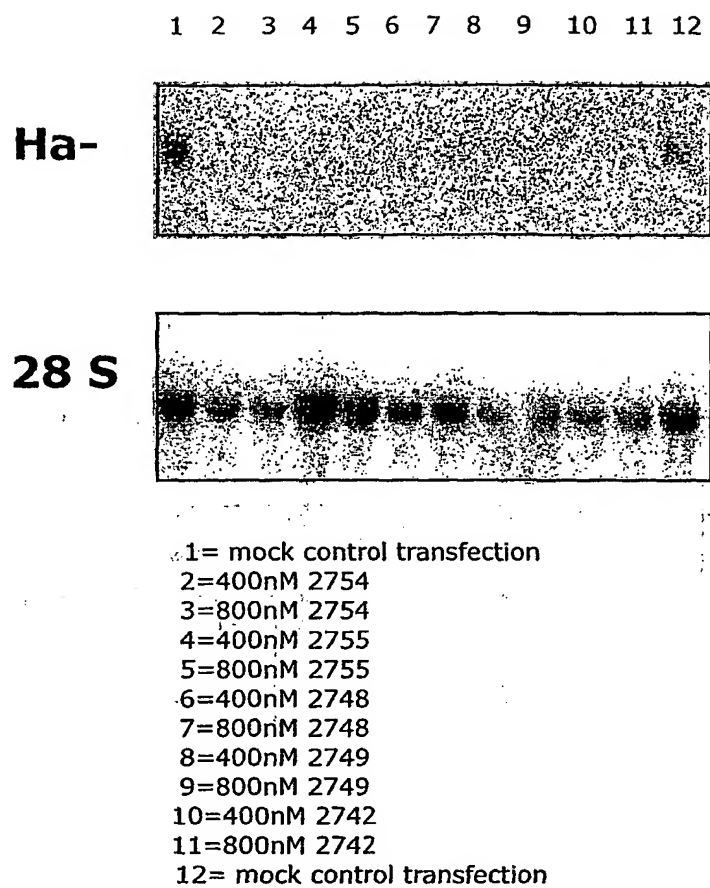 1 2 3 4 5 6 7 8 9 10 11 12
Ha-
28 S
1= mock control transfection
2=400nM 2754
3=800nM 2754
4=400nM 2755
5=800nM 2755
6=400nM 2748
7=800nM 2748
8=400nM 2749
9=800nM 2749
10=400nM 2742
11=800nM 2742
12= mock control transfection